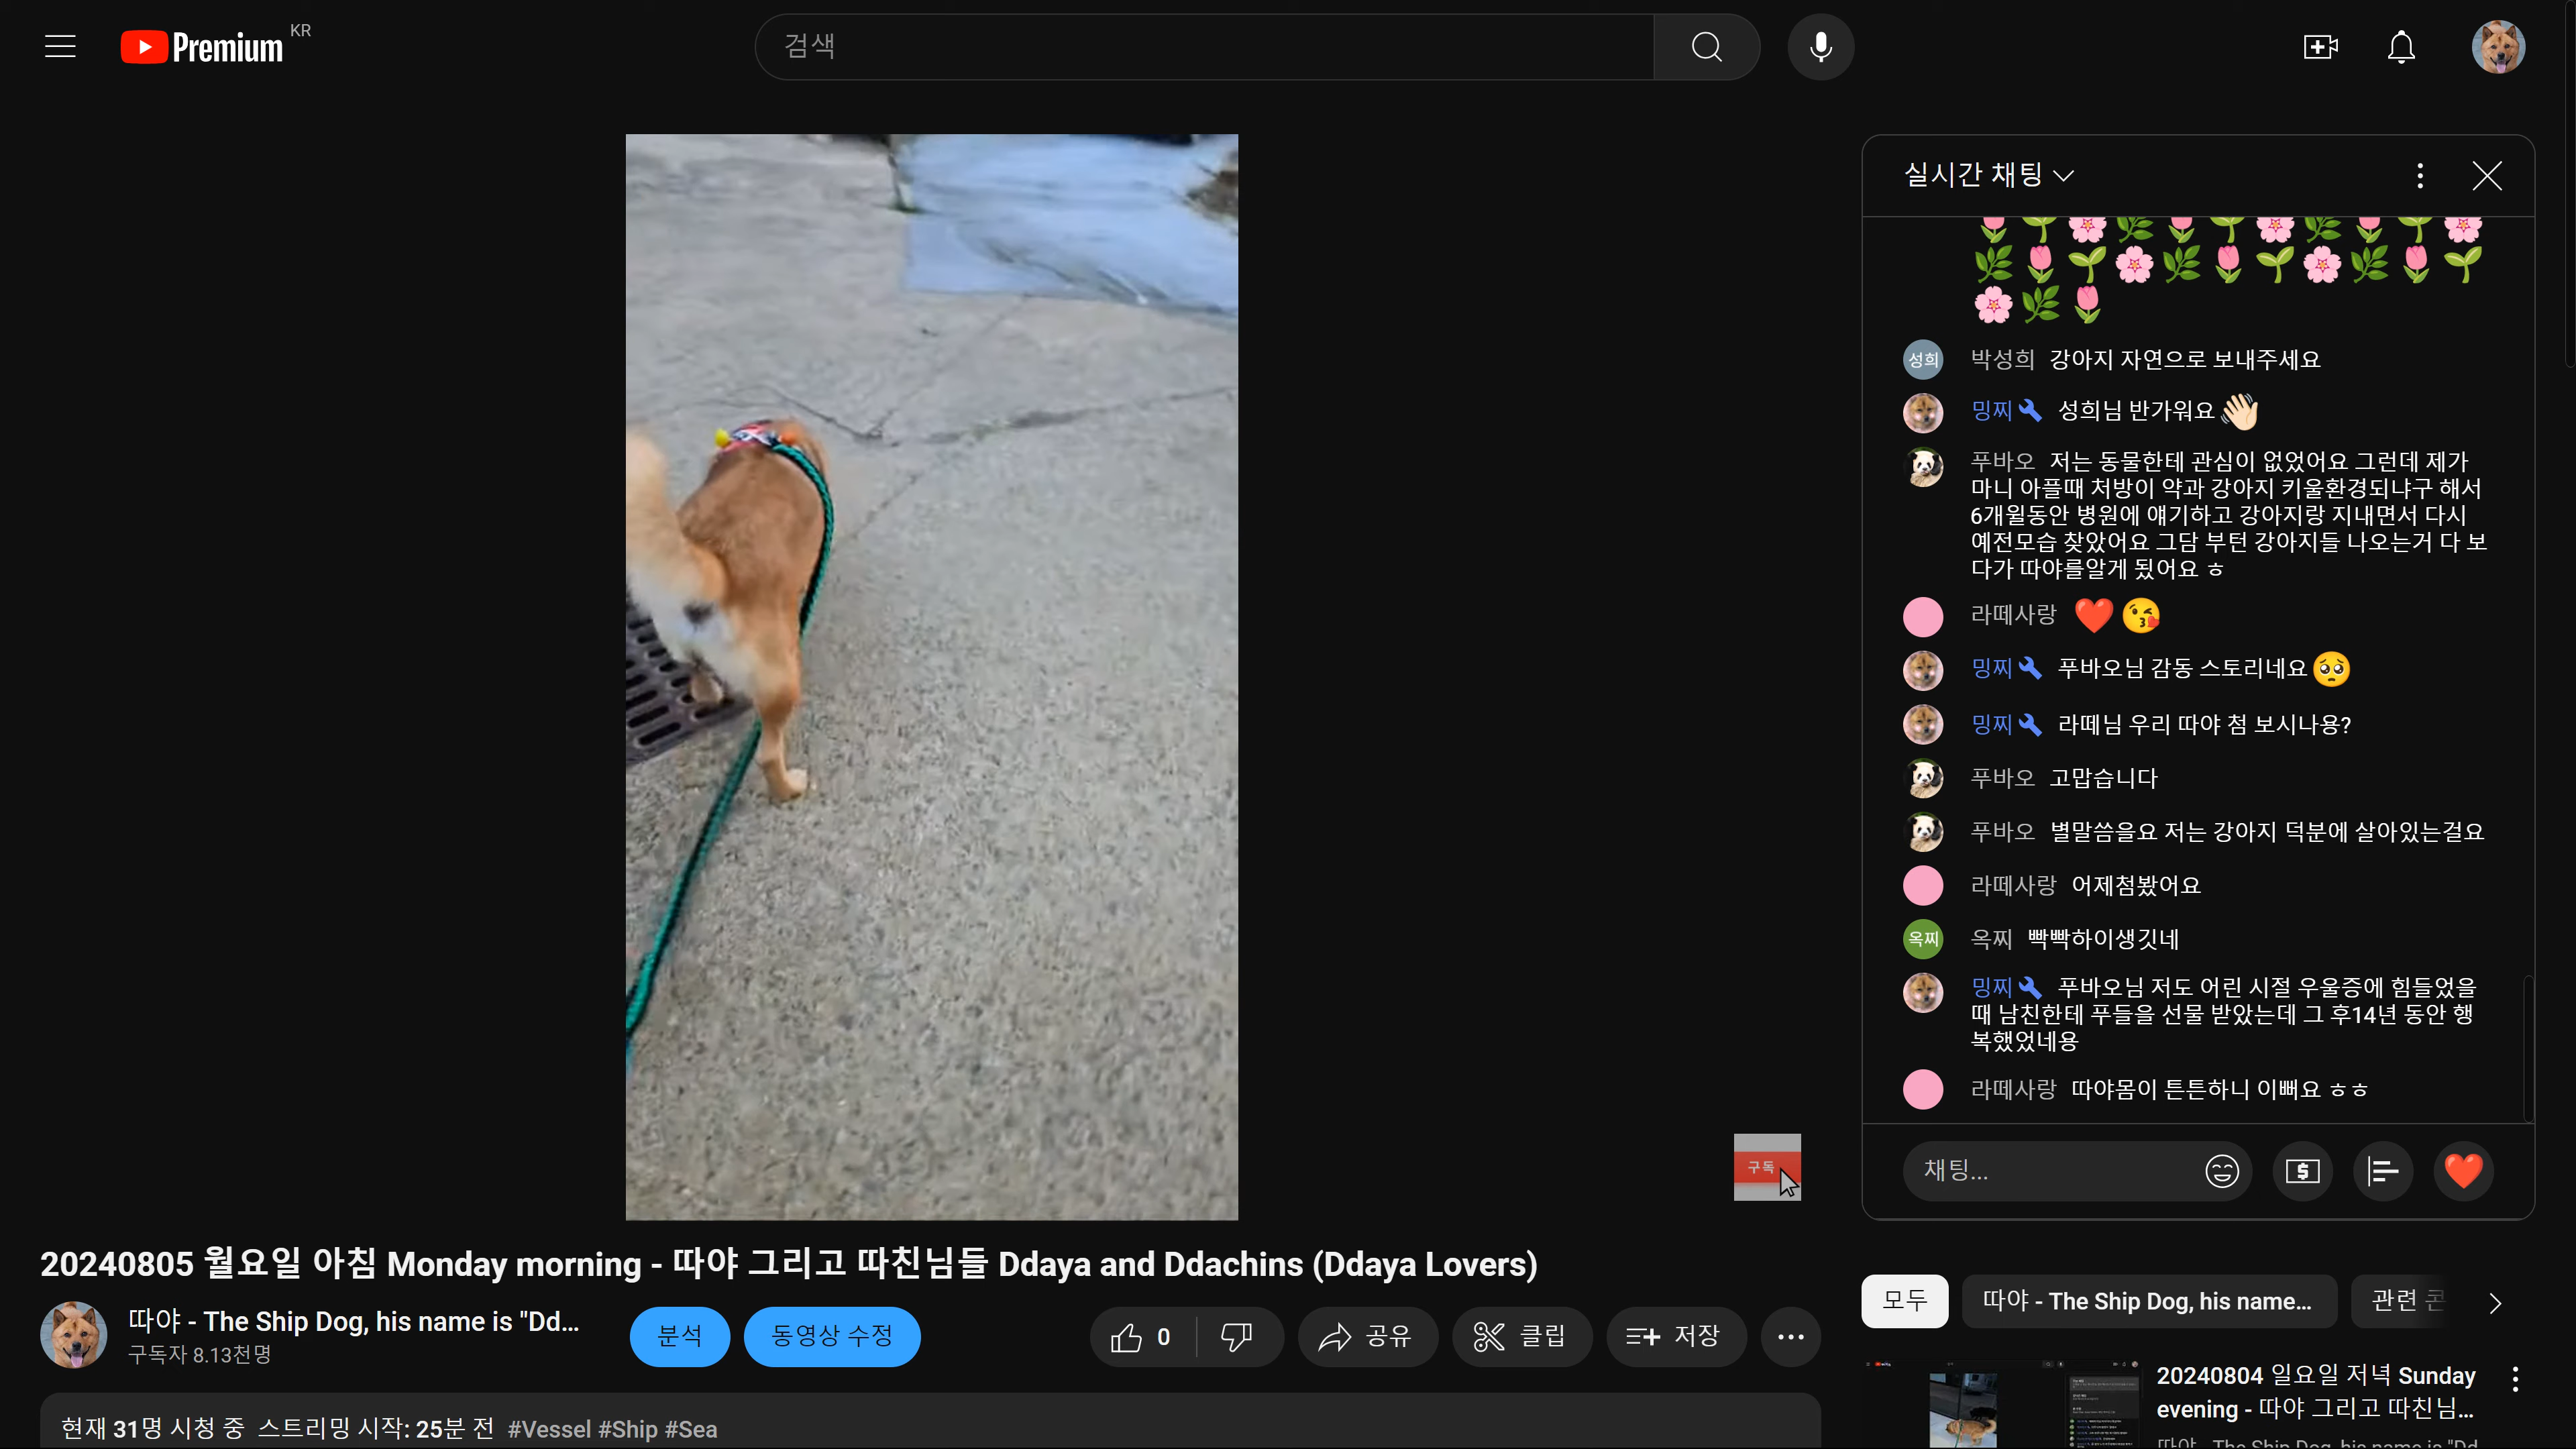 Premium KR
검색
실시간 채팅
성희 박성희 강아지 자연으로 보내주세요
밍찌 성희님 반가워요👋🏻
푸바오 저는 동물한테 관심이 없었어요 그런데 제가
마니 아플때 처방이 약과 강아지 키울환경되냐구 해서
6개월동안 병원에 얘기하고 강아지랑 지내면서 다시
예전모습 찾았어요 그담 부턴 강아지들 나오는거 다 보
다가 따야를알게 됬어요 ㅎ
라떼사랑 ❤️😘
밍찌 푸바오님 감동 스토리네요🥺
밍찌 라떼님 우리 따야 첨 보시나용?
푸바오 고맙습니다
푸바오 별말씀을요 저는 강아지 덕분에 살아있는걸요
라떼사랑 어제첨봤어요
옥찌 옥찌 빡빡하이생깃네
밍찌 푸바오님 저도 어린 시절 우울증에 힘들었을
때 남친한테 푸들을 선물 받았는데 그 후14년 동안 행
복했었네용
라떼사랑 따야몸이 튼튼하니 이뻐요 ㅎㅎ
채팅...
구독
20240805 월요일 아침 Monday morning - 따야 그리고 따친님들 Ddaya and Ddachins (Ddaya Lovers)
따야 - The Ship Dog, his name is "Dd...
구독자 8.13천명
분석 동영상 수정 0 공유 클립 저장
현재 31명 시청 중 스트리밍 시작: 25분 전 #Vessel #Ship #Sea
모두 따야 - The Ship Dog, his name... 관련
20240804 일요일 저녁 Sunday
evening - 따야 그리고 따친님...